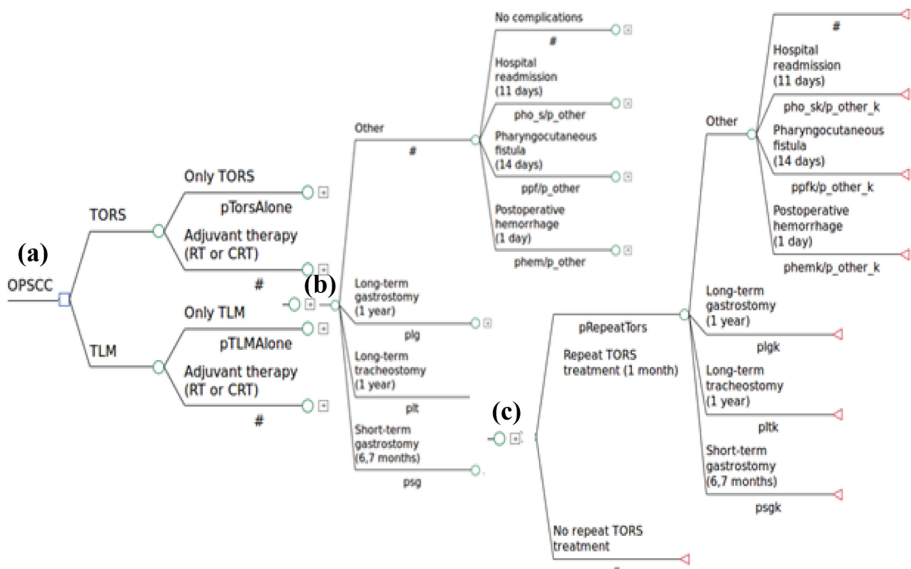 (a)
OPSCC
TORS
Only TORS
pTorsAlone
Adjuvant therapy
(RT or CRT)
#
TLM
Only TLM
pTLMAlone
Adjuvant therapy
(RT or CRT)
#
(b)
Other
#
No complications
#
Hospital
readmission
(11 days)
pho_s/p_other
Pharyngocutaneous
fistula
(14 days)
ppf/p_other
Postoperative
hemorrhage
(1 day)
phem/p_other
Long-term
gastrostomy
(1 year)
plg
Long-term
tracheostomy
(1 year)
plt
Short-term
gastrostomy
(6,7 months)
psg
(c)
pRepeatTors
Repeat TORS
treatment (1 month)
Other
#
Hospital
readmission
(11 days)
pho_sk/p_other_k
Pharyngocutaneous
fistula
(14 days)
ppfk/p_other_k
Postoperative
hemorrhage
(1 day)
phemk/p_other_k
Long-term
gastrostomy
(1 year)
plgk
Long-term
tracheostomy
(1 year)
pltk
Short-term
gastrostomy
(6,7 months)
psgk
No repeat TORS
treatment